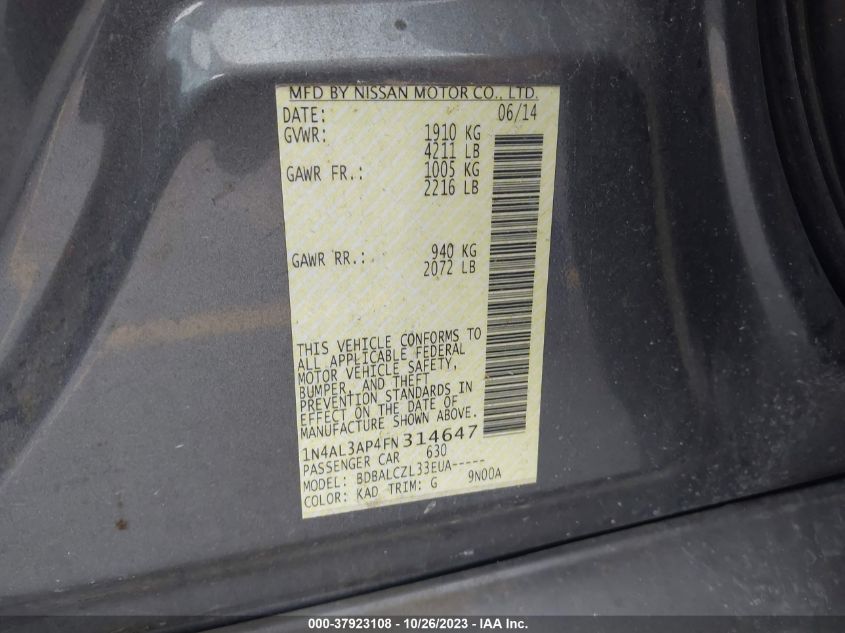 MFD BY NISSAN MOTOR CO., LTD.
DATE: 06/14
GVWR: 1910 KG
4211 LB
GAWR FR.: 1005 KG
2216 LB
GAWR RR.: 940 KG
2072 LB
THIS VEHICLE CONFORMS TO
ALL APPLICABLE FEDERAL
MOTOR VEHICLE SAFETY,
BUMPER, AND THEFT
PREVENTION STANDARDS IN
EFFECT ON THE DATE OF
MANUFACTURE SHOWN ABOVE.
1N4AL3AP4FN314647
PASSENGER CAR 630
MODEL: BDBALCZL33EUA-----
COLOR: KAD TRIM: G 9N00A
000-37923108 - 10/26/2023 - IAA Inc.